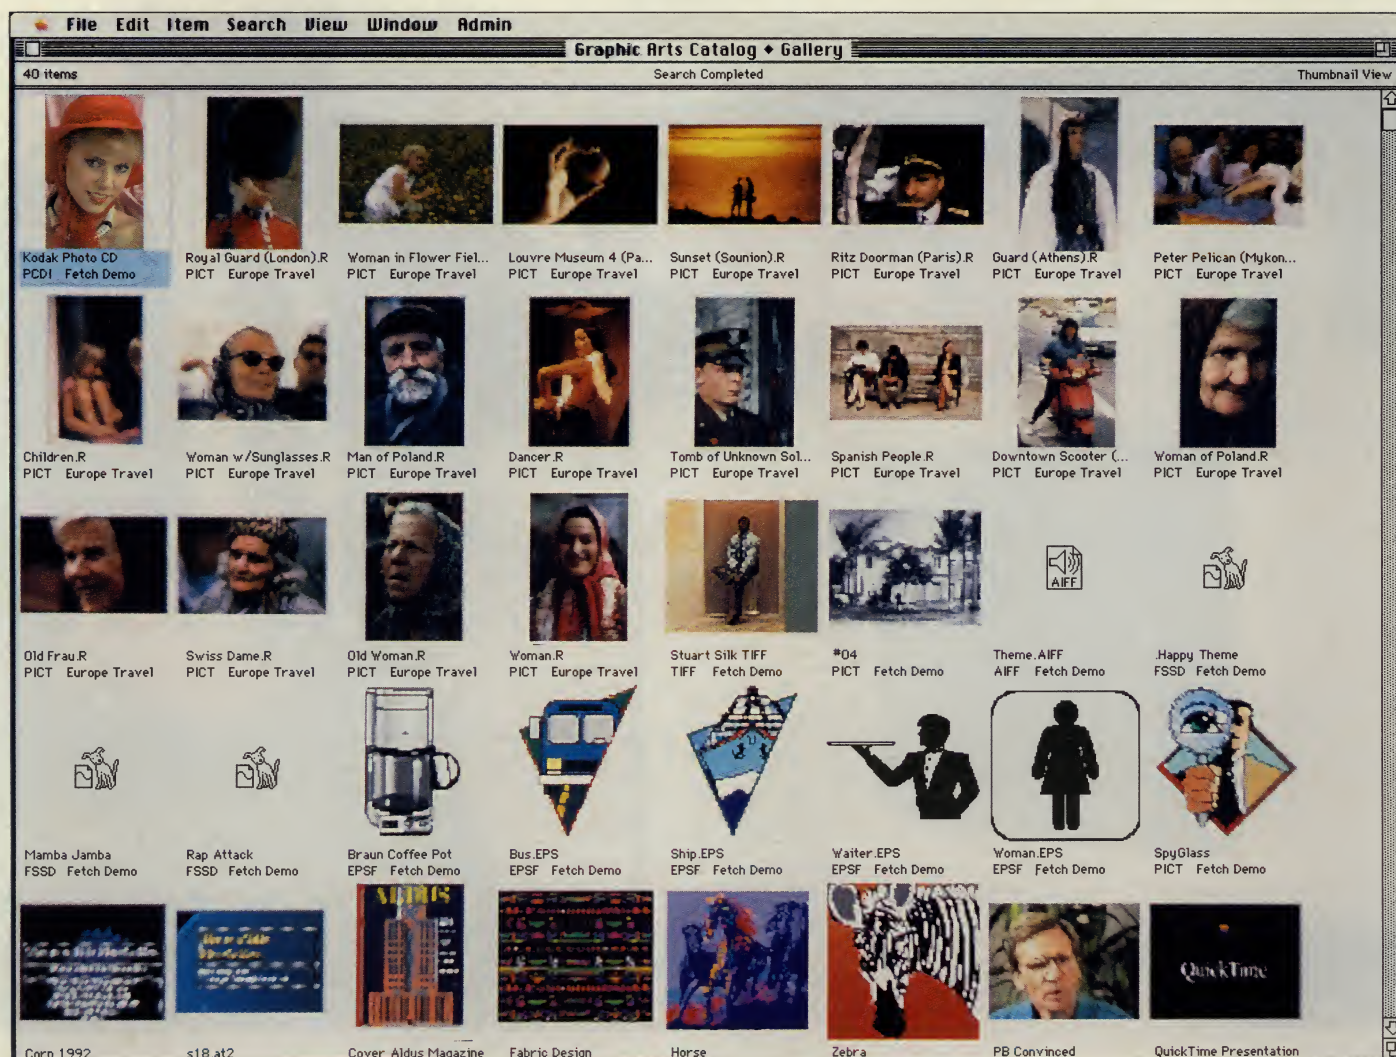 File Edit Item Search View Window Admin
Graphic Arts Catalog ♦ Gallery
40 items Search Completed Thumbnail View
Kodak Photo CD Royal Guard (London).R Woman in Flower Fiel... Louvre Museum 4 (Pa... Sunset (Sounion).R Ritz Doorman (Paris).R Guard (Athens).R Peter Pelican (Mykon...
PCDI Fetch Demo PICT Europe Travel PICT Europe Travel PICT Europe Travel PICT Europe Travel PICT Europe Travel PICT Europe Travel PICT Europe Travel
Children.R Woman w/Sunglasses.R Man of Poland.R Dancer.R Tomb of Unknown Sol... Spanish People.R Downtown Scooter (... Woman of Poland.R
PICT Europe Travel PICT Europe Travel PICT Europe Travel PICT Europe Travel PICT Europe Travel PICT Europe Travel PICT Europe Travel PICT Europe Travel
AIFF
Old Frau.R Swiss Dame.R Old Woman.R Woman.R Stuart Silk TIFF #04 Theme.AIFF .Happy Theme
PICT Europe Travel PICT Europe Travel PICT Europe Travel PICT Europe Travel TIFF Fetch Demo PICT Fetch Demo AIFF Fetch Demo FSSD Fetch Demo
Mamba Jamba Rap Attack Braun Coffee Pot Bus.EPS Ship.EPS Waiter.EPS Woman.EPS SpyGlass
FSSD Fetch Demo FSSD Fetch Demo EPSF Fetch Demo EPSF Fetch Demo EPSF Fetch Demo EPSF Fetch Demo EPSF Fetch Demo PICT Fetch Demo
ALDUS
QuickTime
Corp 1992 s18.at2 Cover Aldus Magazine Fabric Design Horse Zebra PB Convinced QuickTime Presentation